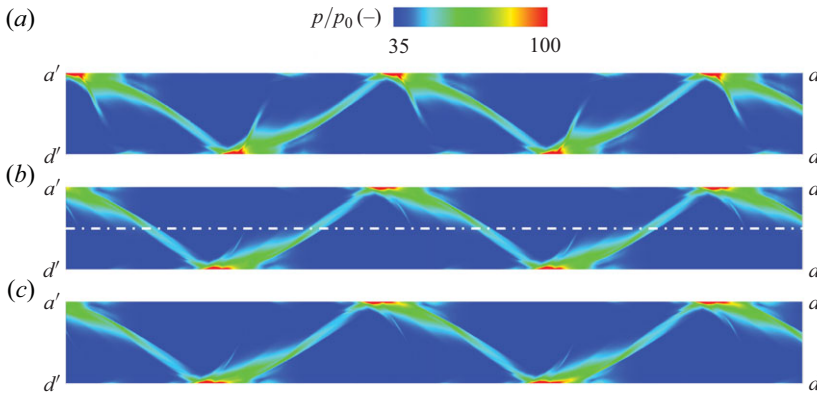 (a)
p/p₀ (–)
35 100
a′ a
d′ d
(b)
a′ a
d′ d
(c)
a′ a
d′ d